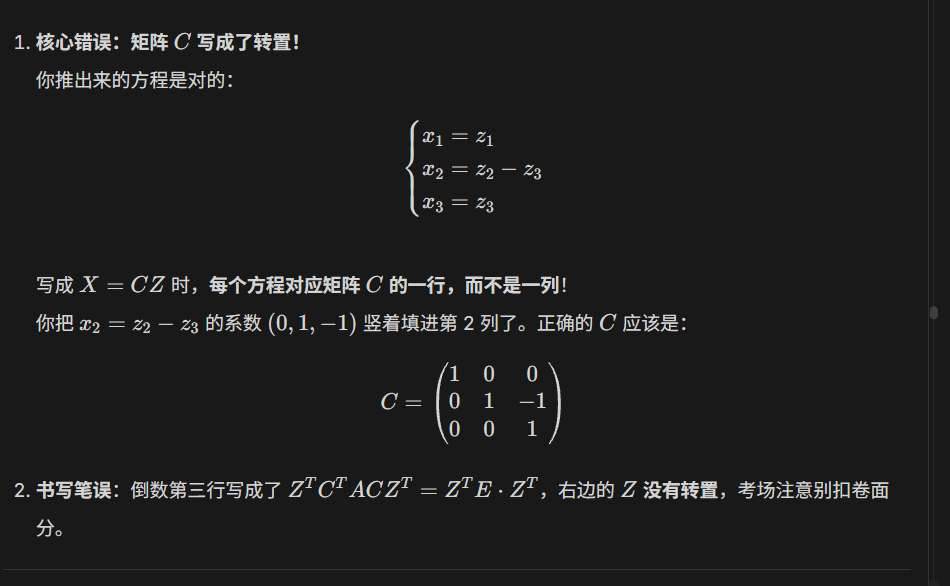 1. 核心错误：矩阵 C 写成了转置！
你推出来的方程是对的：
x₁ = z₁
x₂ = z₂ − z₃
x₃ = z₃
写成 X = CZ 时，每个方程对应矩阵 C 的一行，而不是一列！
你把 x₂ = z₂ − z₃ 的系数 (0, 1, −1) 竖着填进第 2 列了。正确的 C 应该是：
1 0 0
C = 0 1 −1
0 0 1
2. 书写笔误：倒数第三行写成了 ZᵀCᵀACZᵀ = ZᵀE · Zᵀ，右边的 Z 没有转置，考场注意别扣卷面
分。